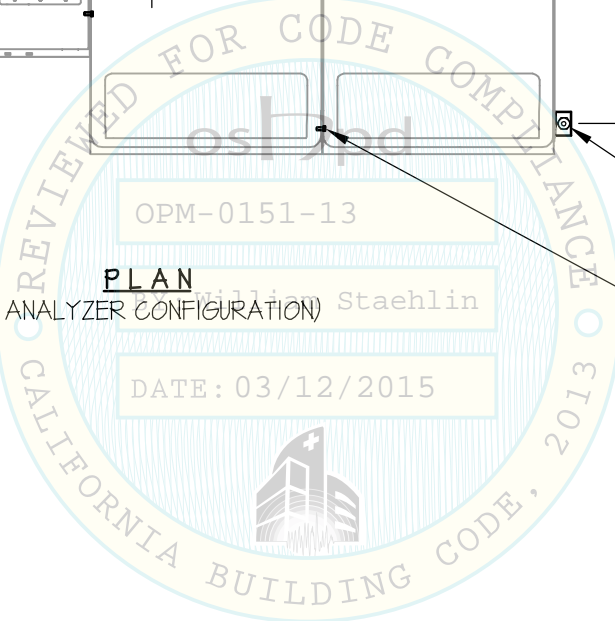 REVIEWED FOR CODE COMPLIANCE
oshpd
OPM-0151-13
PLAN
ANALYZER CONFIGURATION)
BY: William Staehlin
DATE: 03/12/2015
CALIFORNIA BUILDING CODE, 2013